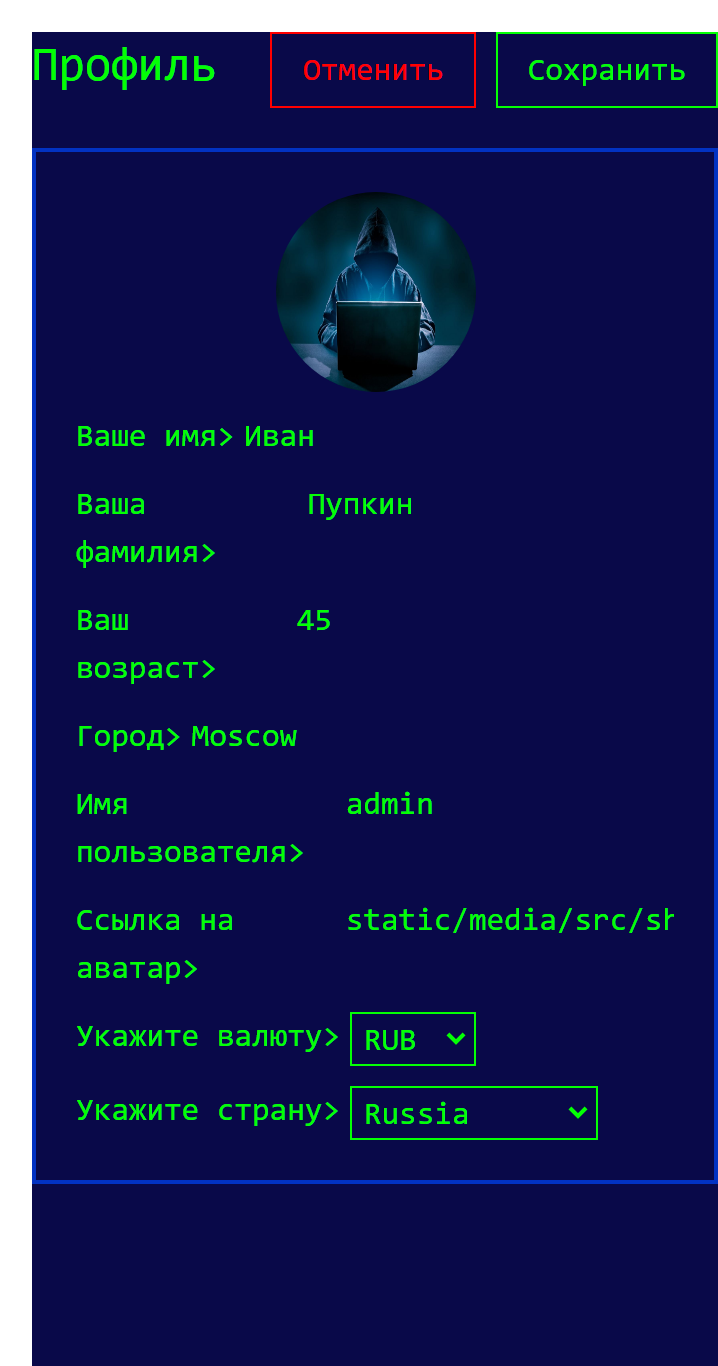 Профиль Отменить Сохранить
Ваше имя> Иван
Ваша Пупкин
фамилия>
Ваш 45
возраст>
Город> Moscow
Имя admin
пользователя>
Ссылка на static/media/src/sh
аватар>
Укажите валюту> RUB
Укажите страну> Russia